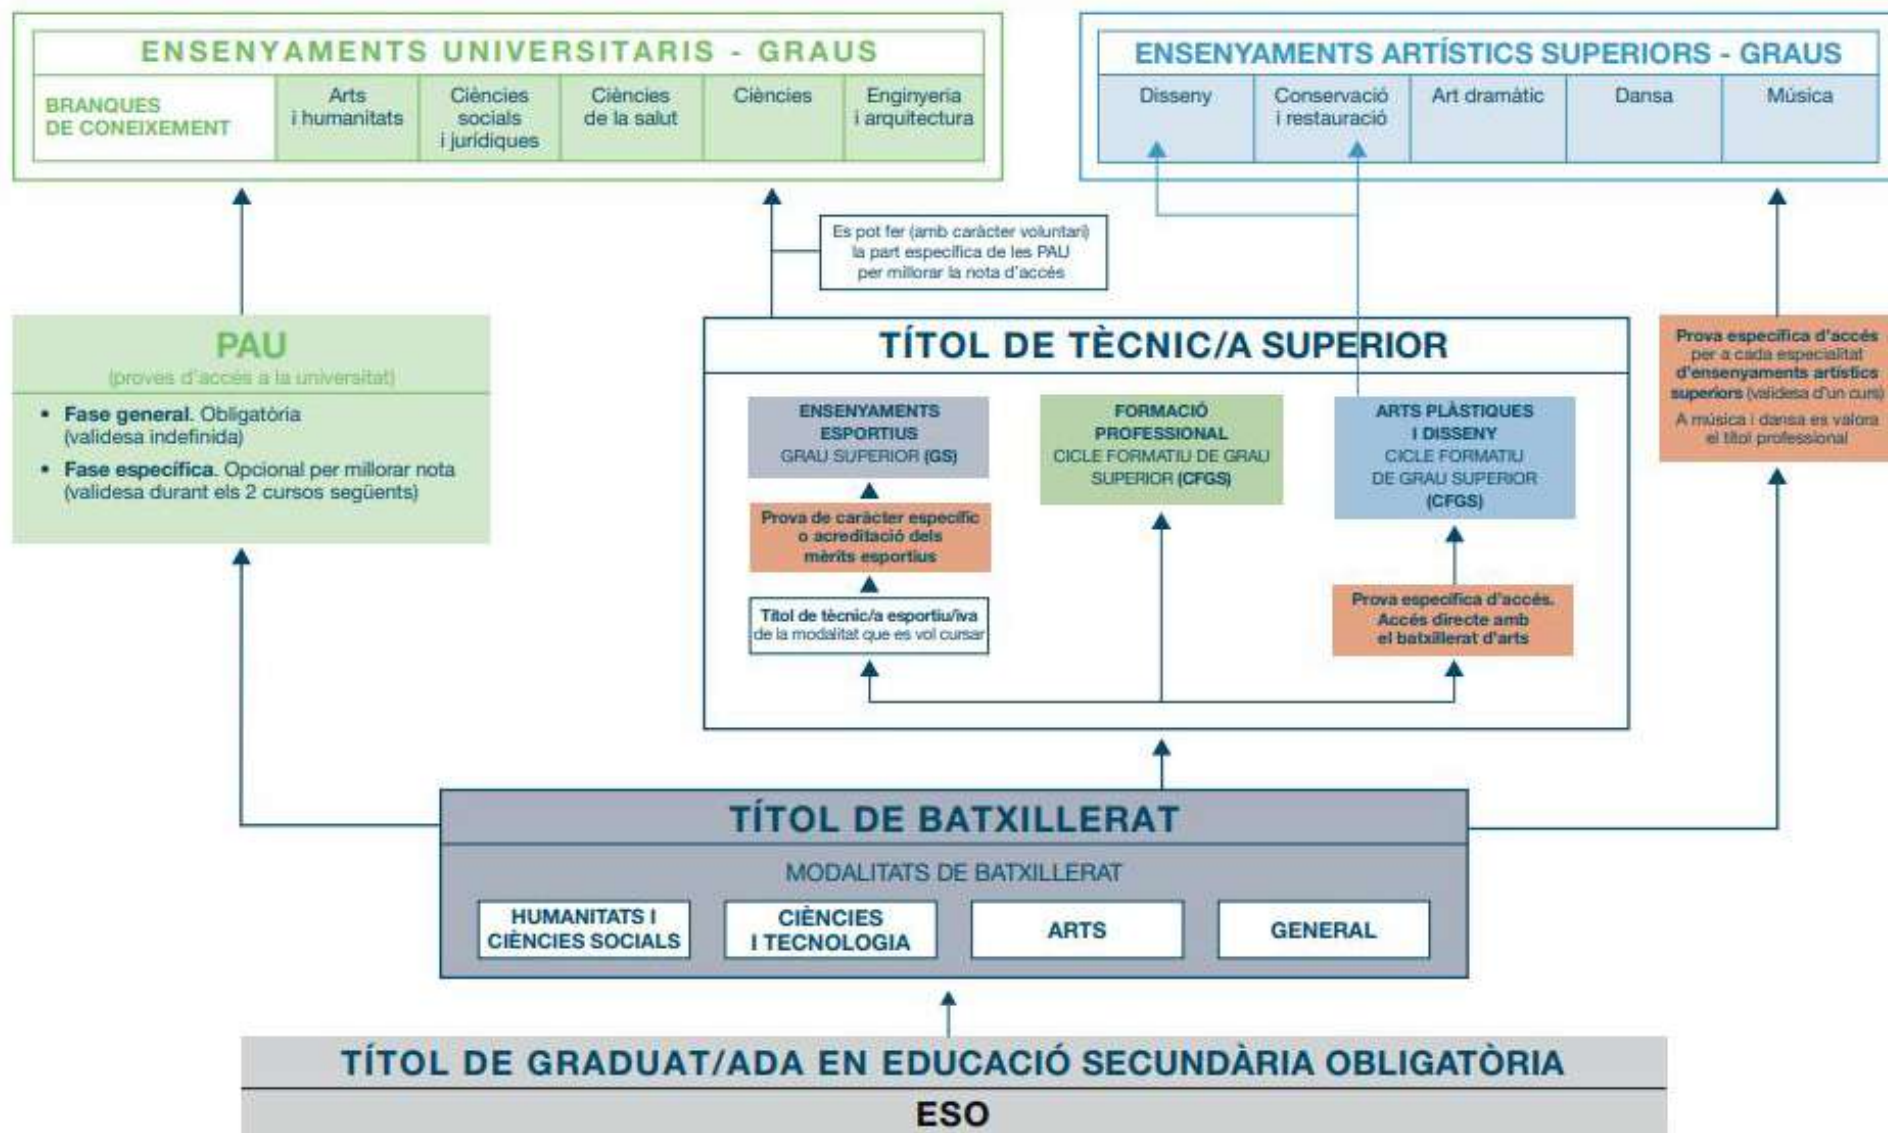 ENSENYAMENTS UNIVERSITARIS - GRAUS
BRANQUES
DE CONEIXEMENT
Arts
i humanitats
Ciències
socials
i jurídiques
Ciències
de la salut
Ciències
Enginyeria
i arquitectura
ENSENYAMENTS ARTÍSTICS SUPERIORS - GRAUS
Disseny
Conservació
i restauració
Art dramàtic
Dansa
Música
Es pot fer (amb caràcter voluntari)
la part específica de les PAU
per millorar la nota d'accés
PAU
(proves d'accés a la universitat)
• Fase general. Obligatòria
(validesa indefinida)
• Fase específica. Opcional per millorar nota
(validesa durant els 2 cursos següents)
TÍTOL DE TÈCNIC/A SUPERIOR
ENSENYAMENTS
ESPORTIUS
GRAU SUPERIOR (GS)
Prova de caràcter específic
o acreditació dels
mèrits esportius
Títol de tècnic/a esportiu/iva
de la modalitat que es vol cursar
FORMACIÓ
PROFESSIONAL
CICLE FORMATIU DE GRAU
SUPERIOR (CFGS)
ARTS PLÀSTIQUES
I DISSENY
CICLE FORMATIU
DE GRAU SUPERIOR
(CFGS)
Prova específica d'accés.
Accés directe amb
el batxillerat d'arts
Prova específica d'accés
per a cada especialitat
d'ensenyaments artístics
superiors (validesa d'un curs)
A música i dansa es valora
el títol professional
TÍTOL DE BATXILLERAT
MODALITATS DE BATXILLERAT
HUMANITATS I
CIÈNCIES SOCIALS
CIÈNCIES
I TECNOLOGIA
ARTS
GENERAL
TÍTOL DE GRADUAT/ADA EN EDUCACIÓ SECUNDÀRIA OBLIGATÒRIA
ESO